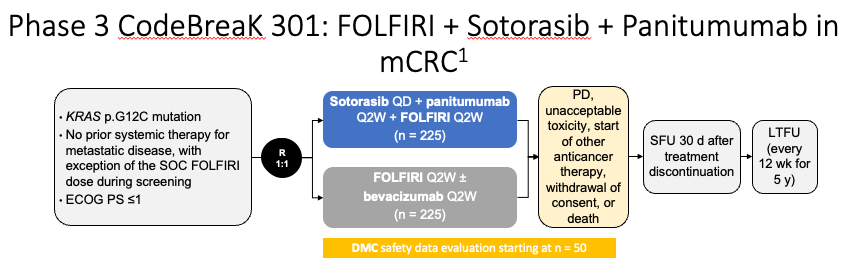 Phase 3 CodeBreaK 301: FOLFIRI + Sotorasib + Panitumumab in
mCRC1
· KRAS p.G12C mutation
· No prior systemic therapy for
metastatic disease, with
exception of the SOC FOLFIRI
dose during screening
· ECOG PS ≤1
R
1:1
Sotorasib QD + panitumumab
Q2W + FOLFIRI Q2W
(n = 225)
FOLFIRI Q2W ±
bevacizumab Q2W
(n = 225)
PD,
unacceptable
toxicity, start
of other
anticancer
therapy,
withdrawal of
consent, or
death
SFU 30 d after
treatment
discontinuation
LTFU
(every
12 wk for
5 y)
DMC safety data evaluation starting at n = 50